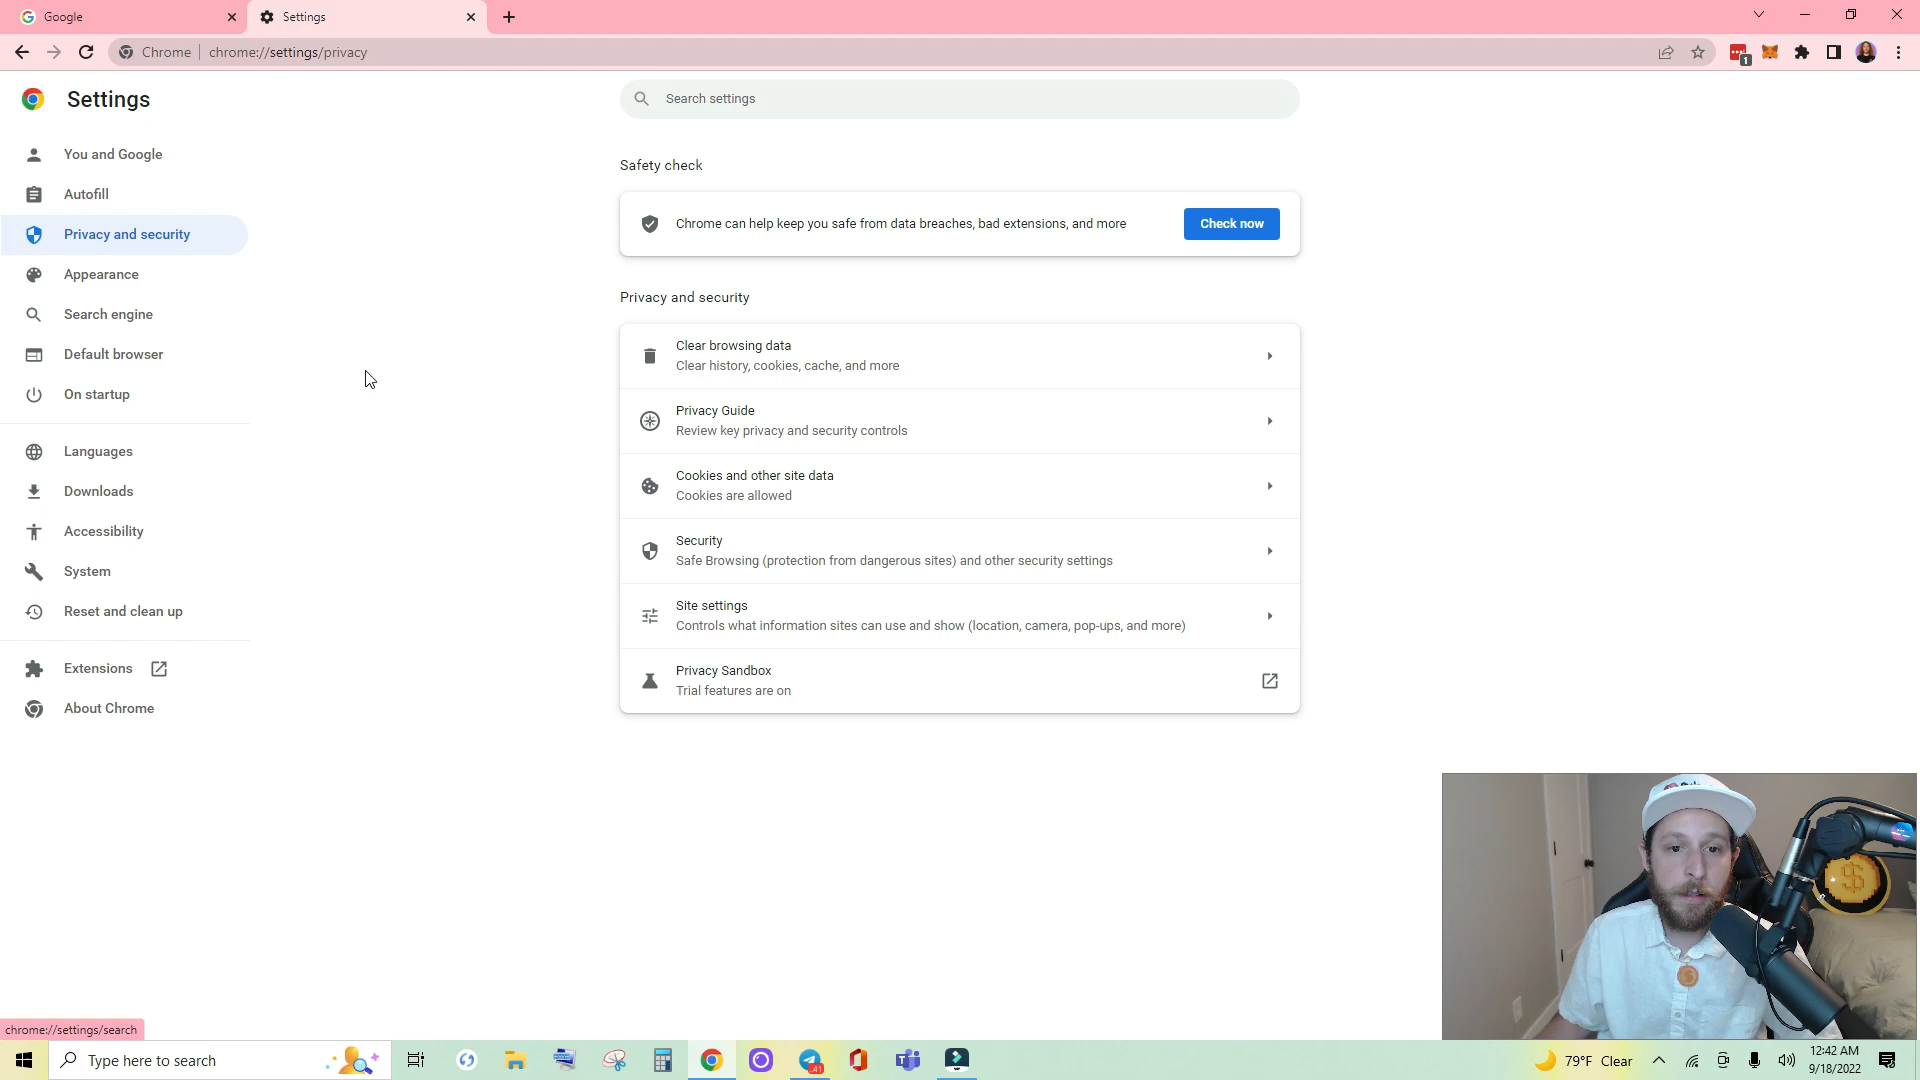 Google
Settings
Chrome
chrome://settings/privacy
1
Settings
Search settings
You and Google
Autofill
Privacy and security
Appearance
Search engine
Default browser
On startup
Languages
Downloads
Accessibility
System
Reset and clean up
Extensions
About Chrome
Safety check
Chrome can help keep you safe from data breaches, bad extensions, and more
Check now
Privacy and security
Clear browsing data
Clear history, cookies, cache, and more
Privacy Guide
Review key privacy and security controls
Cookies and other site data
Cookies are allowed
Security
Safe Browsing (protection from dangerous sites) and other security settings
Site settings
Controls what information sites can use and show (location, camera, pop-ups, and more)
Privacy Sandbox
Trial features are on
chrome://settings/search
Type here to search
41
79°F Clear
12:42 AM
9/18/2022